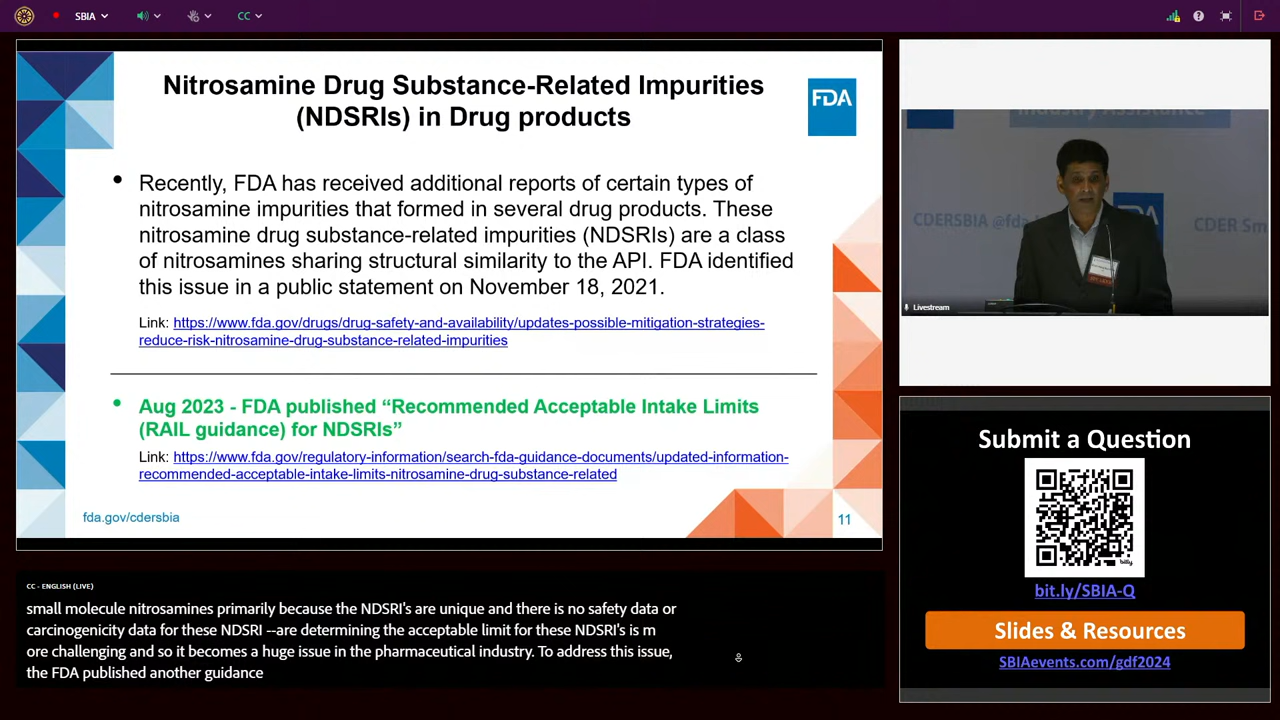 SBIA
CC
Nitrosamine Drug Substance-Related Impurities
(NDSRIs) in Drug products
FDA
• Recently, FDA has received additional reports of certain types of
nitrosamine impurities that formed in several drug products. These
nitrosamine drug substance-related impurities (NDSRIs) are a class
of nitrosamines sharing structural similarity to the API. FDA identified
this issue in a public statement on November 18, 2021.
Link: https://www.fda.gov/drugs/drug-safety-and-availability/updates-possible-mitigation-strategies-
reduce-risk-nitrosamine-drug-substance-related-impurities
• Aug 2023 - FDA published “Recommended Acceptable Intake Limits
(RAIL guidance) for NDSRIs”
Link: https://www.fda.gov/regulatory-information/search-fda-guidance-documents/updated-information-
recommended-acceptable-intake-limits-nitrosamine-drug-substance-related
fda.gov/cdersbia
11
Industry Assistance
CDERSBIA @fda
DA
CDER Sm
Livestream
Submit a Question
bitly
bit.ly/SBIA-Q
Slides & Resources
SBIAevents.com/gdf2024
CC - ENGLISH (LIVE)
small molecule nitrosamines primarily because the NDSRI's are unique and there is no safety data or
carcinogenicity data for these NDSRI --are determining the acceptable limit for these NDSRI's is m
ore challenging and so it becomes a huge issue in the pharmaceutical industry. To address this issue,
the FDA published another guidance